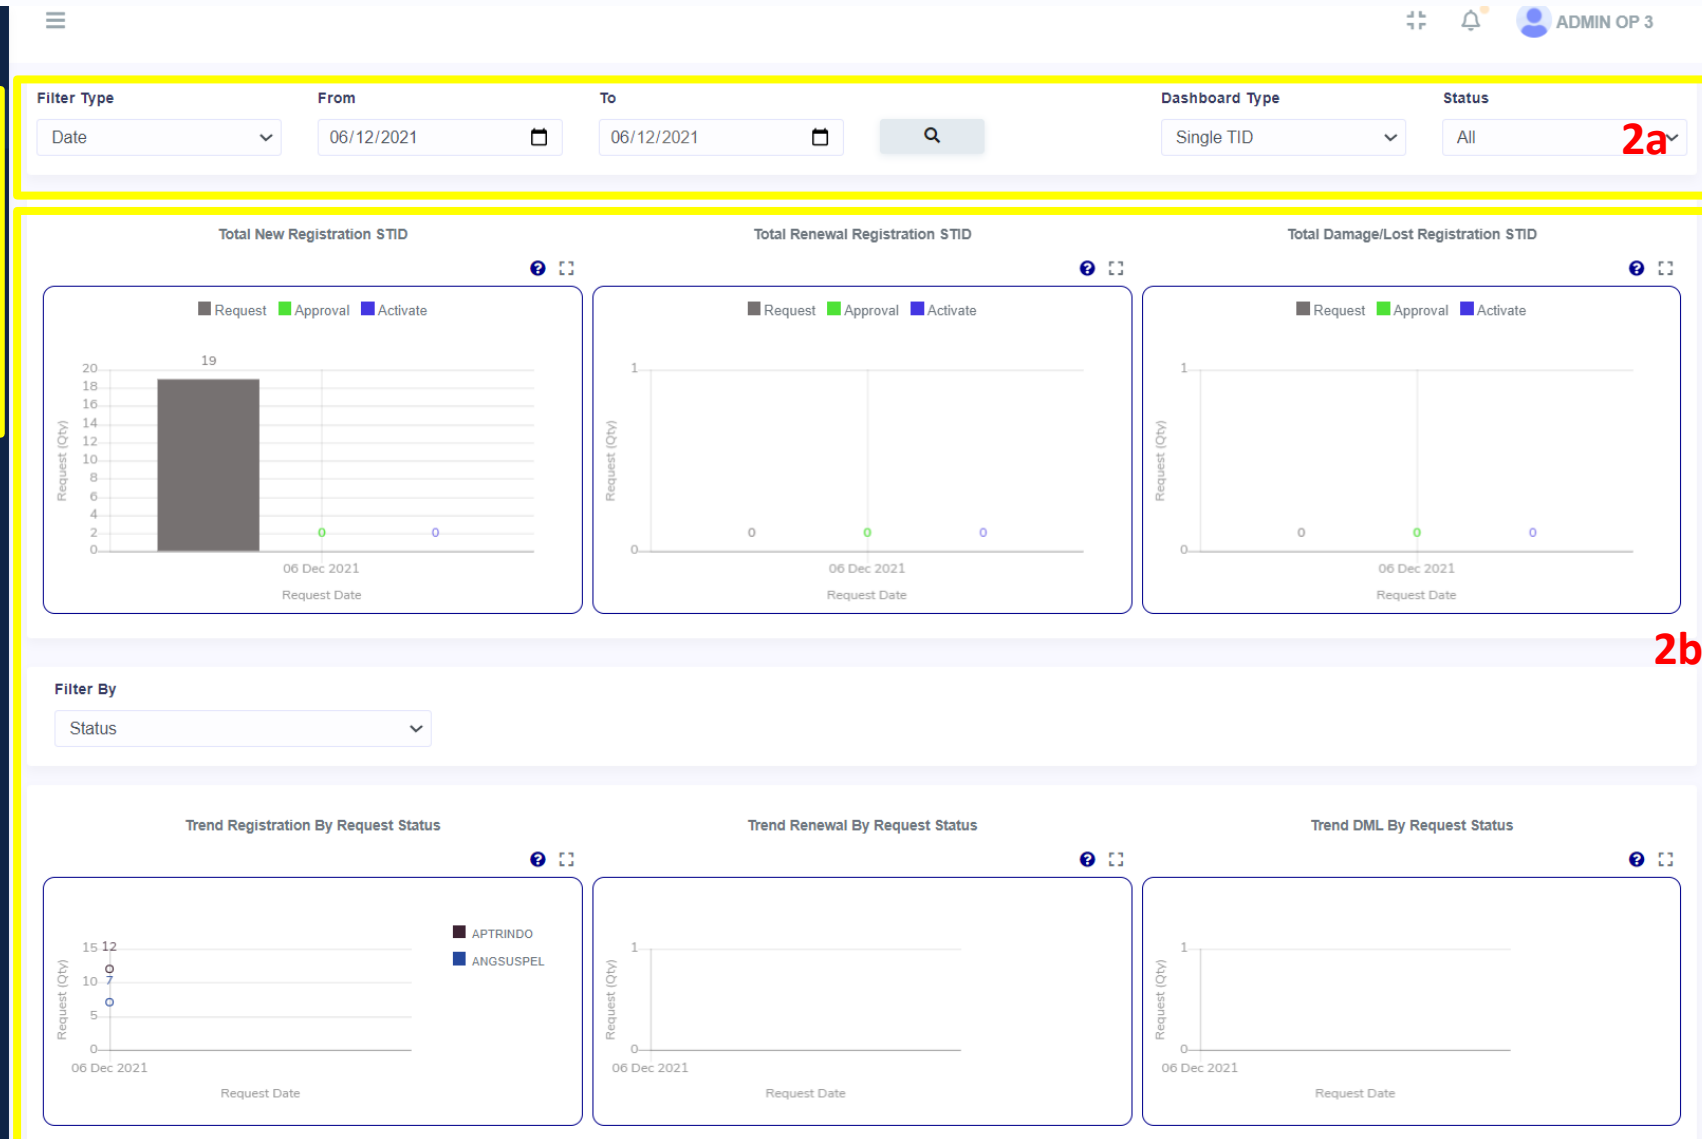 ADMIN OP 3
Filter Type From To Dashboard Type Status
Date 06/12/2021 06/12/2021 Single TID All 2a
Total New Registration STID
Request Approval Activate
19
20
18
16
14
12
10
8
6
4
2
0
0 0
Request (Qty)
06 Dec 2021
Request Date
Total Renewal Registration STID
Request Approval Activate
1
0
0 0 0
Request (Qty)
06 Dec 2021
Request Date
Total Damage/Lost Registration STID
Request Approval Activate
1
0
0 0 0
Request (Qty)
06 Dec 2021
Request Date
2b
Filter By
Status
Trend Registration By Request Status
APTRINDO
ANGSUSPEL
15 12
10 7
5
0
Request (Qty)
06 Dec 2021
Request Date
Trend Renewal By Request Status
1
0
Request (Qty)
06 Dec 2021
Request Date
Trend DML By Request Status
1
0
Request (Qty)
06 Dec 2021
Request Date